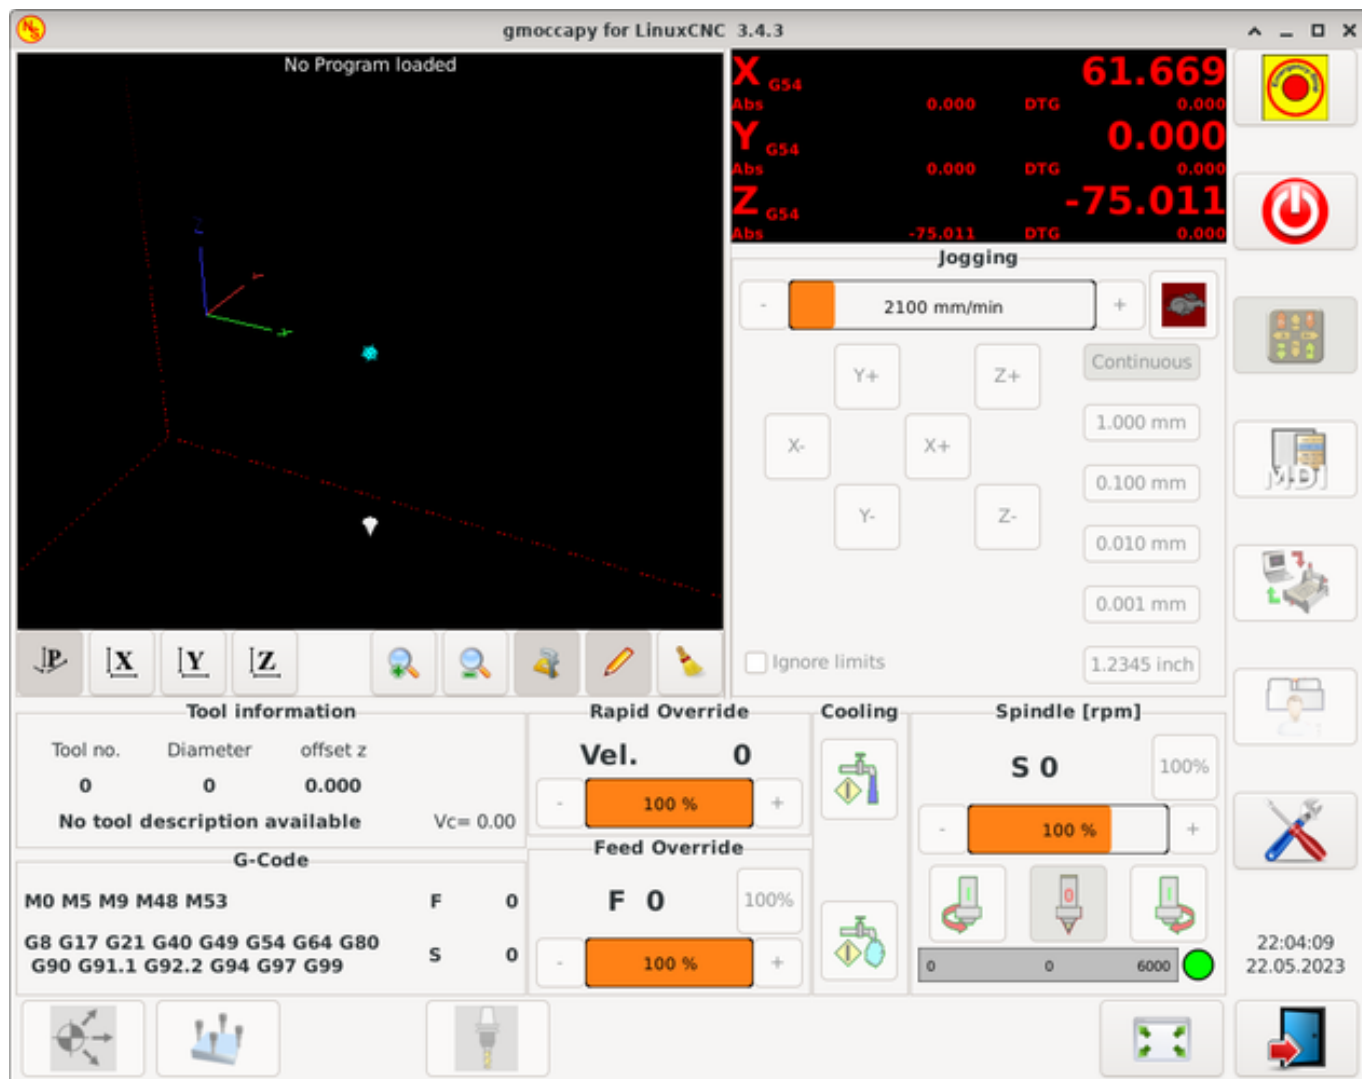 gmoccapy for LinuxCNC 3.4.3
No Program loaded
X G54 61.669
Abs 0.000 DTG 0.000
Y G54 0.000
Abs 0.000 DTG 0.000
Z G54 -75.011
Abs -75.011 DTG 0.000
Jogging
- 2100 mm/min +
Y+ Z+ Continuous
1.000 mm
X- X+
0.100 mm
Y- Z-
0.010 mm
0.001 mm
Ignore limits 1.2345 inch
MDI
P X Y Z
Tool information
Tool no. Diameter offset z
0 0 0.000
No tool description available Vc= 0.00
G-Code
M0 M5 M9 M48 M53 F 0
G8 G17 G21 G40 G49 G54 G64 G80
G90 G91.1 G92.2 G94 G97 G99
S 0
Rapid Override
Vel. 0
- 100 % +
Feed Override
F 0 100%
- 100 % +
Cooling
Spindle [rpm]
S 0 100%
- 100 % +
0 0 6000
22:04:09
22.05.2023